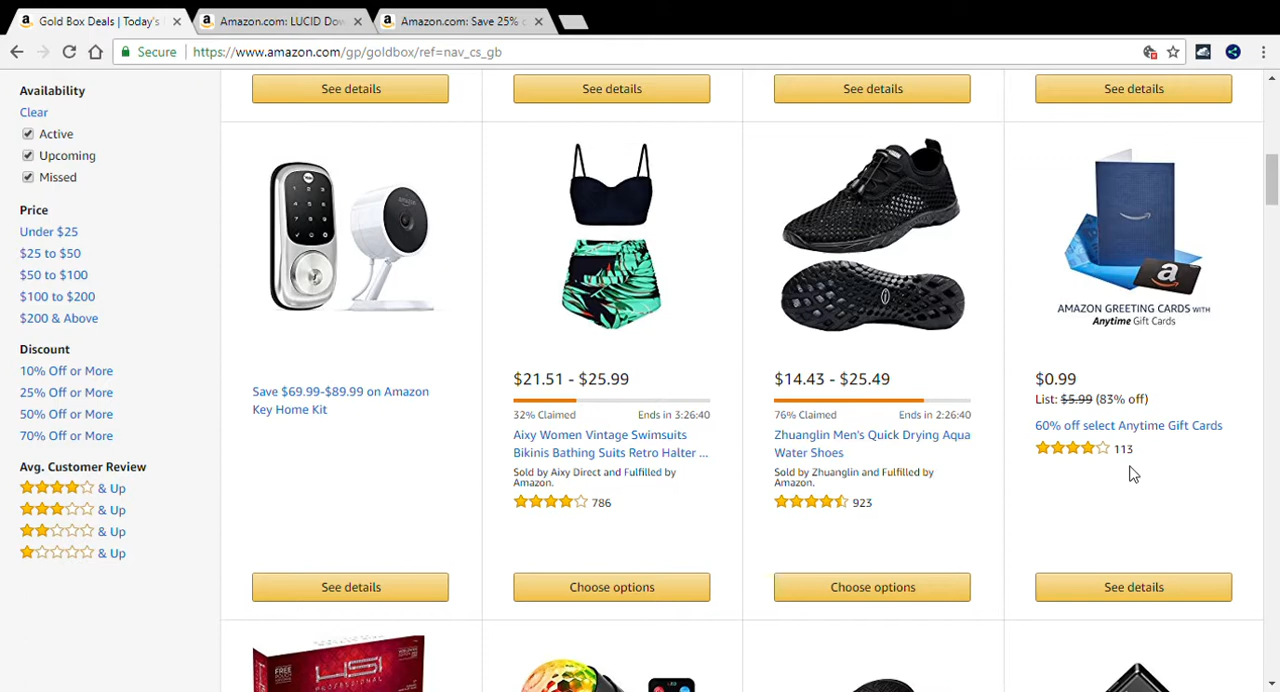 Gold Box Deals | Today's
Amazon.com: LUCID Dow
Amazon.com: Save 25%
Secure
https://www.amazon.com/gp/goldbox/ref=nav_cs_gb
Availability
Clear
Active
Upcoming
Missed
Price
Under $25
$25 to $50
$50 to $100
$100 to $200
$200 & Above
Discount
10% Off or More
25% Off or More
50% Off or More
70% Off or More
Avg. Customer Review
& Up
& Up
& Up
& Up
See details
See details
See details
See details
AMAZON
Save $69.99-$89.99 on Amazon
Key Home Kit
See details
$21.51 - $25.99
32% Claimed
Ends in 3:26:40
Aixy Women Vintage Swimsuits
Bikinis Bathing Suits Retro Halter ...
Sold by Aixy Direct and Fulfilled by
Amazon.
786
Choose options
$14.43 - $25.49
76% Claimed
Ends in 2:26:40
Zhuanglin Men's Quick Drying Aqua
Water Shoes
Sold by Zhuanglin and Fulfilled by
Amazon.
923
Choose options
a
AMAZON GREETING CARDS WITH
Anytime Gift Cards
$0.99
List: $5.99 (83% off)
60% off select Anytime Gift Cards
113
See details
FREE
HSI
PROFESSIONAL